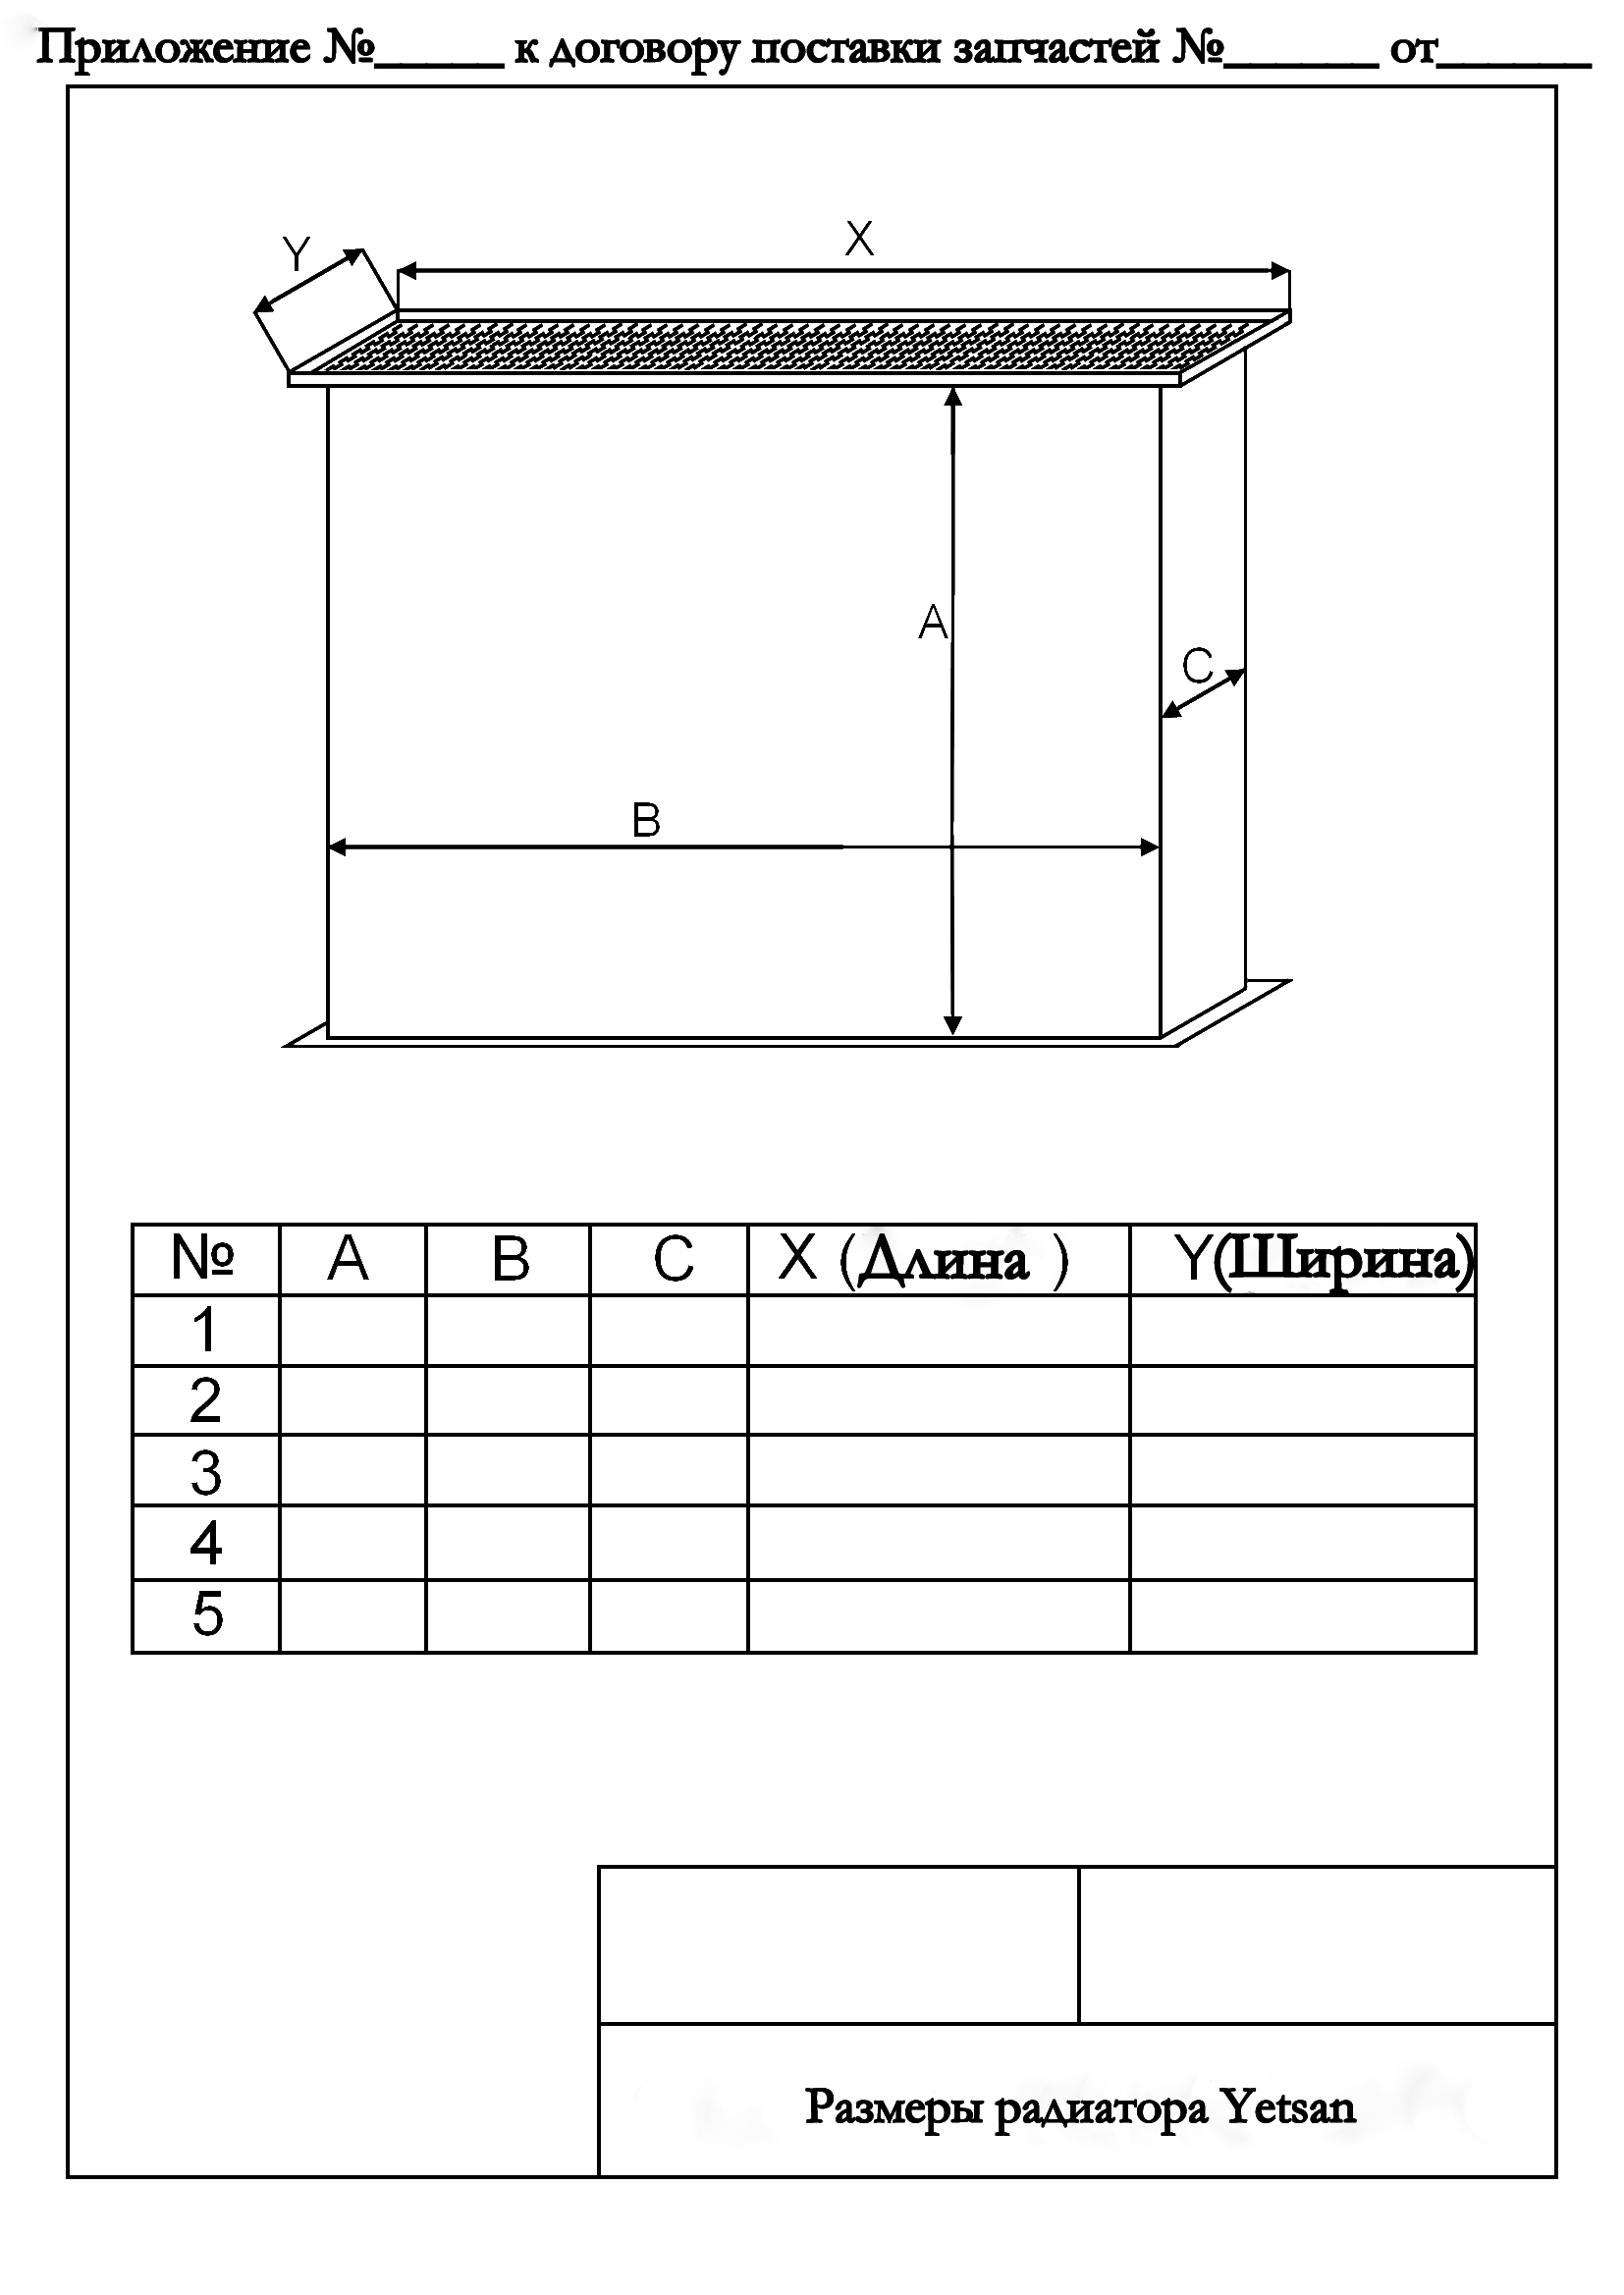 Приложение №_____ к договору поставки запчастей №______ от______
Y
X
A
C
B
№ A B C X (Длина ) Y(Ширина)
1
2
3
4
5
Размеры радиатора Yetsan